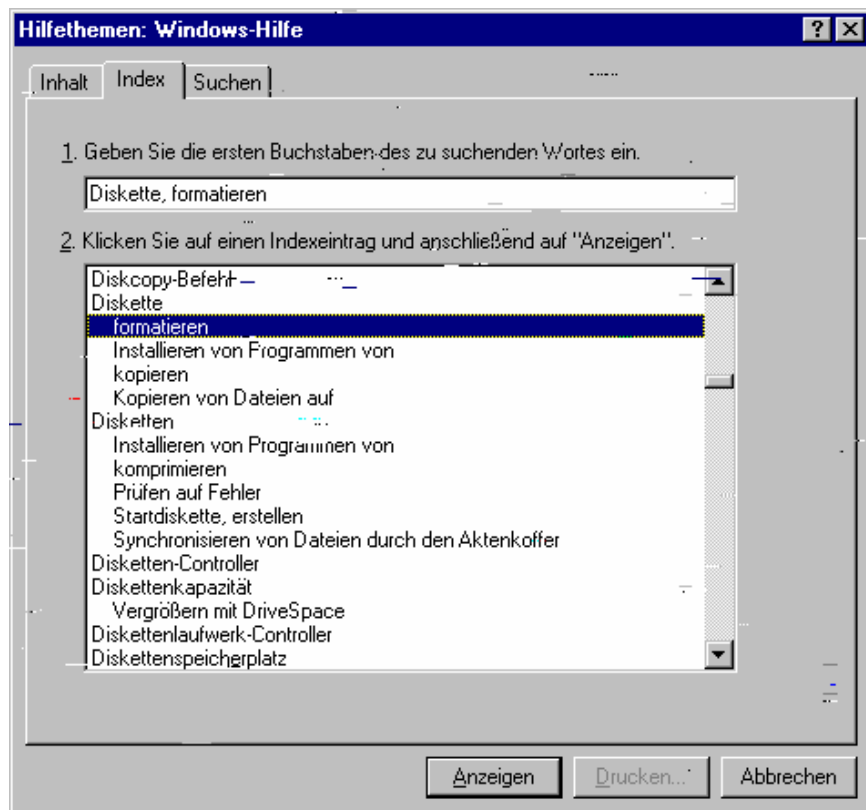 Hilfethemen: Windows-Hilfe
Inhalt Index Suchen
1. Geben Sie die ersten Buchstaben des zu suchenden Wortes ein.
Diskette, formatieren
2. Klicken Sie auf einen Indexeintrag und anschließend auf "Anzeigen".
Diskcopy-Befehl
Diskette
formatieren
Installieren von Programmen von
kopieren
Kopieren von Dateien auf
Disketten
Installieren von Programmen von
komprimieren
Prüfen auf Fehler
Startdiskette, erstellen
Synchronisieren von Dateien durch den Aktenkoffer
Disketten-Controller
Diskettenkapazität
Vergrößern mit DriveSpace
Diskettenlaufwerk-Controller
Diskettenspeicherplatz
Anzeigen Drucken... Abbrechen